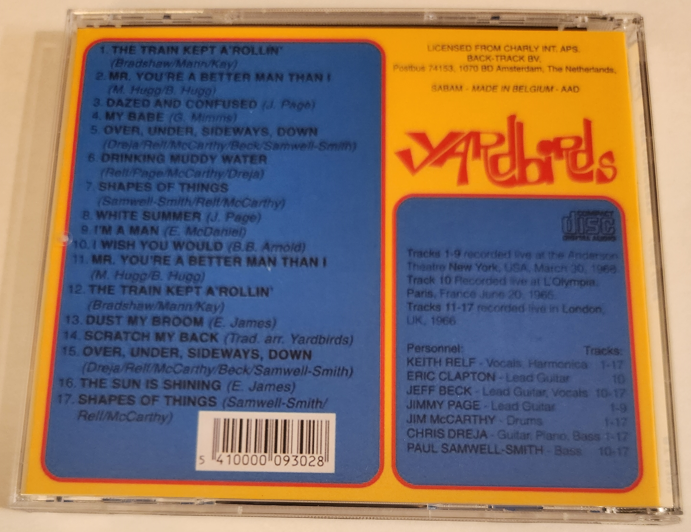 1. THE TRAIN KEPT A'ROLLIN'
(Bradshaw/Mann/Kay)
2. MR. YOU'RE A BETTER MAN THAN I
(M. Hugg/B. Hugg)
3. DAZED AND CONFUSED (J. Page)
4. MY BABE (G. Mimms)
5. OVER, UNDER, SIDEWAYS, DOWN
(Dreja/Relf/McCarthy/Beck/Samwell-Smith)
6. DRINKING MUDDY WATER
(Relf/Page/McCarthy/Dreja)
7. SHAPES OF THINGS
(Samwell-Smith/Relf/McCarthy)
8. WHITE SUMMER (J. Page)
9. I'M A MAN (E. McDaniel)
10. I WISH YOU WOULD (B.B. Arnold)
11. MR. YOU'RE A BETTER MAN THAN I
(M. Hugg/B. Hugg)
12. THE TRAIN KEPT A'ROLLIN'
(Bradshaw/Mann/Kay)
13. DUST MY BROOM (E. James)
14. SCRATCH MY BACK (Trad. arr. Yardbirds)
15. OVER, UNDER, SIDEWAYS, DOWN
(Dreja/Relf/McCarthy/Beck/Samwell-Smith)
16. THE SUN IS SHINING (E. James)
17. SHAPES OF THINGS (Samwell-Smith/
Relf/McCarthy)
5 410000 093028
LICENSED FROM CHARLY INT. APS.
BACK-TRACK BV,
Postbus 74153, 1070 BD Amsterdam, The Netherlands,
SABAM - MADE IN BELGIUM - AAD
YARDbiRds
COMPACT
disc
DIGITAL AUDIO
Tracks 1-9 recorded live at the Anderson
Theatre New York, USA, March 30, 1968
Track 10 Recorded live at L'Olympia,
Paris, France June 20, 1965
Tracks 11-17 recorded live in London,
UK, 1966
Personnel: Tracks:
KEITH RELF - Vocals, Harmonica 1-17
ERIC CLAPTON - Lead Guitar 10
JEFF BECK - Lead Guitar, Vocals 10-17
JIMMY PAGE - Lead Guitar 1-9
JIM McCARTHY - Drums 1-17
CHRIS DREJA - Guitar, Piano, Bass 1-17
PAUL SAMWELL-SMITH - Bass 10-17